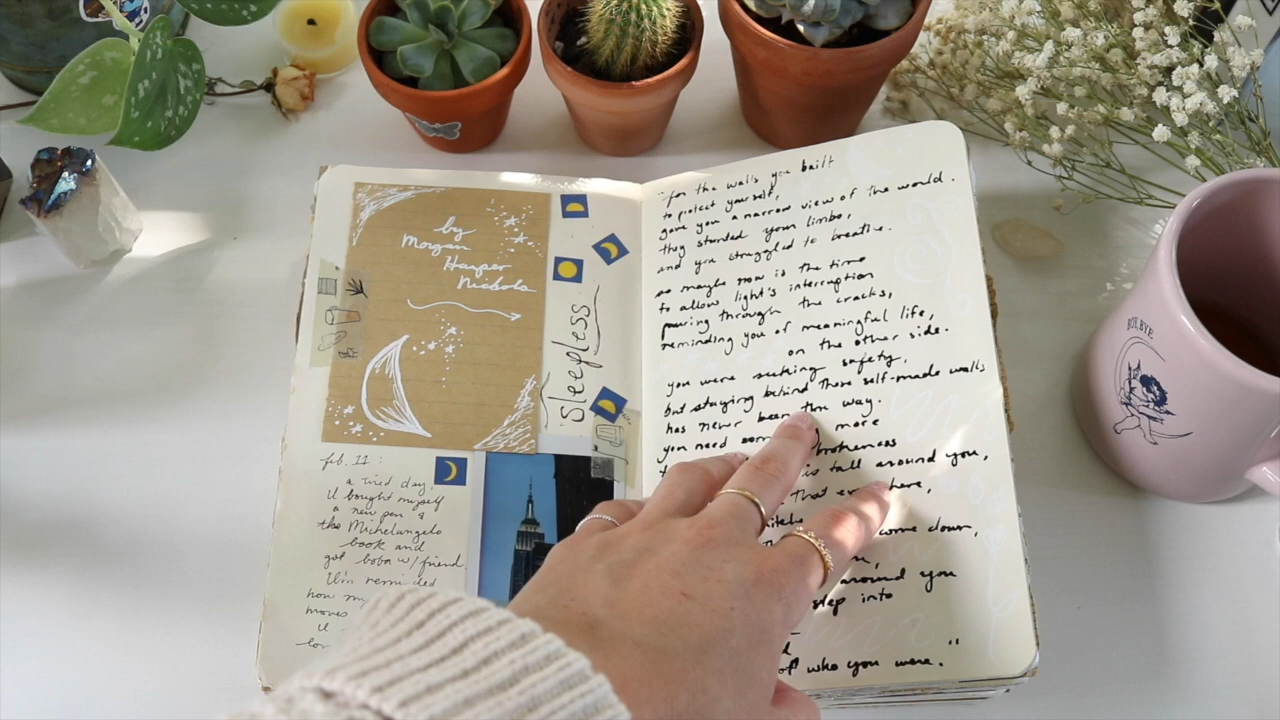 by
Morgan
Harper
Nichols
sleepless
feb. 11:
a tired day.
I bought myself
a new pen &
the Michelangelo
book and
got boba w/ friend.
I'm reminded
how my
moves
"for the walls you built
to protect yourself,
gave you a narrow view of the world.
they stunted your limbo,
and you struggled to breathe.
so maybe now is the time
to allow light's interruption
pouring through the cracks,
reminding you of meaningful life,
on the other side.
you were seeking safety,
but staying behind those self-made walls
has never been the way.
you need more
brokenness
is tall around you,
that here,
come down,
around you
step into
of who you were."
BYE, BYE